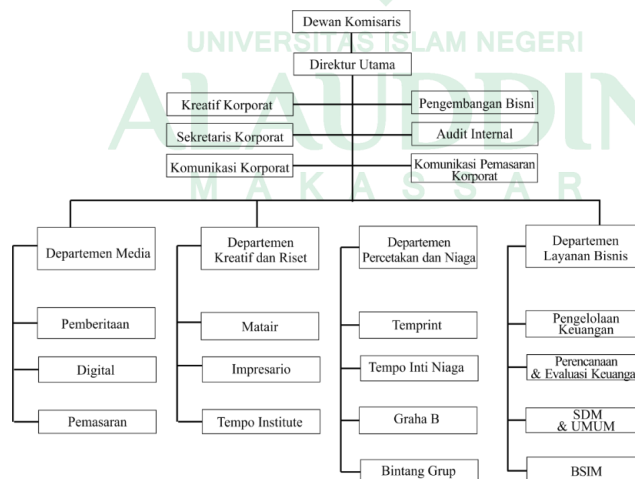 Dewan Komisaris
UNIVERSITAS ISLAM NEGERI
Direktur Utama
ALAUDDIN
Kreatif Korporat
Pengembangan Bisni
Sekretaris Korporat
Audit Internal
Komunikasi Korporat
Komunikasi Pemasaran
Korporat
MAKASSAR
Departemen Media
Departemen
Kreatif dan Riset
Departemen
Percetakan dan Niaga
Departemen
Layanan Bisnis
Pemberitaan
Matair
Temprint
Pengelolaan
Keuangan
Digital
Impresario
Tempo Inti Niaga
Perencanaan
& Evaluasi Keuanga
Pemasaran
Tempo Institute
Graha B
SDM
& UMUM
Bintang Grup
BSIM